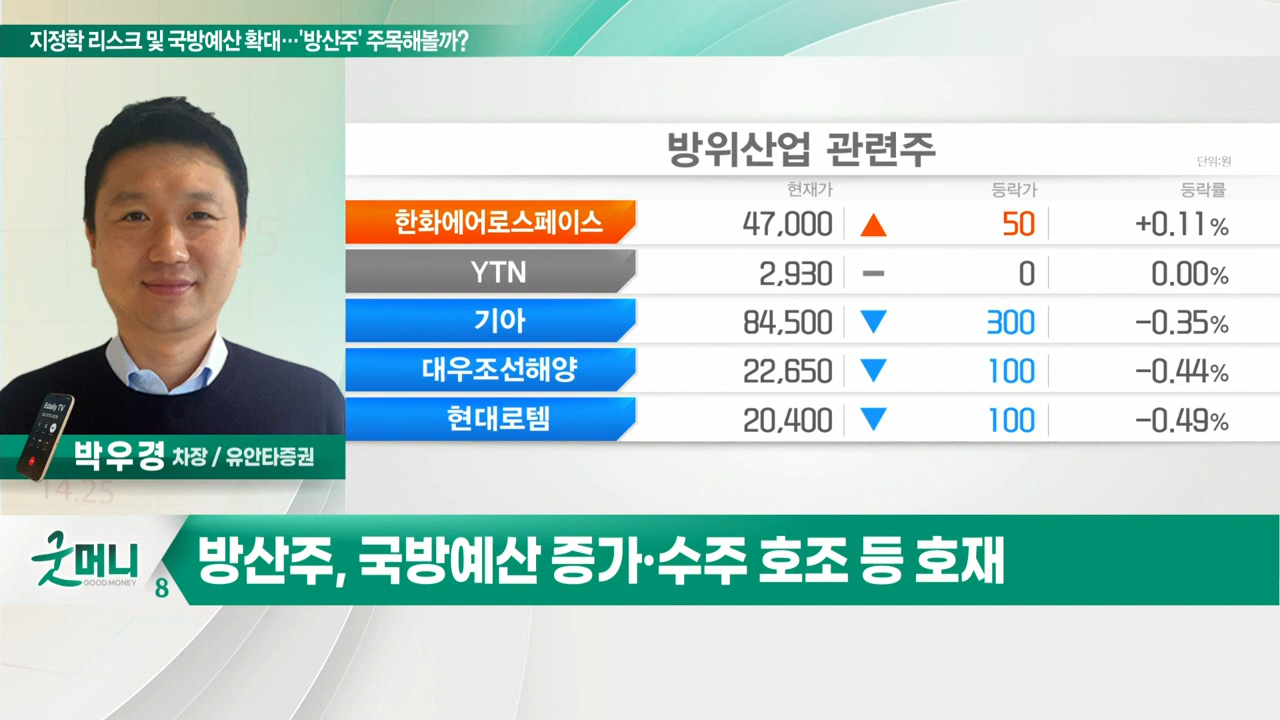 지정학 리스크 및 국방예산 확대…'방산주' 주목해볼까?
방위산업 관련주
단위:원
현재가 등락가 등락률
한화에어로스페이스 47,000 ▲ 50 +0.11%
YTN 2,930 – 0 0.00%
기아 84,500 ▼ 300 -0.35%
대우조선해양 22,650 ▼ 100 -0.44%
현대로템 20,400 ▼ 100 -0.49%
Edaily TV
박우경 차장 / 유안타증권
14.25
굿머니
GOOD MONEY
8
방산주, 국방예산 증가·수주 호조 등 호재